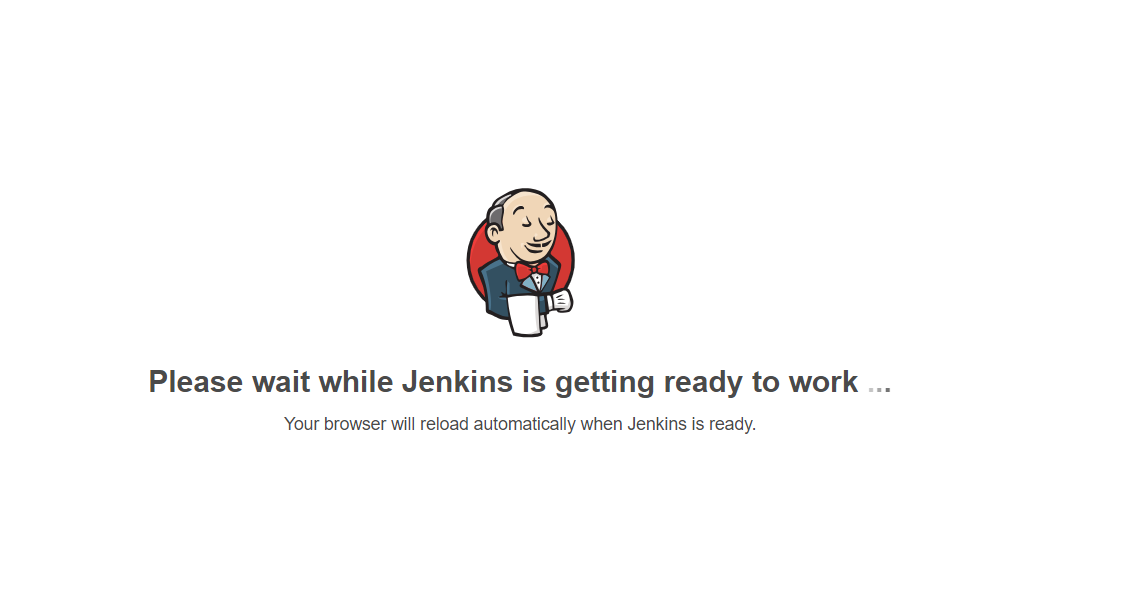 Please wait while Jenkins is getting ready to work ...
Your browser will reload automatically when Jenkins is ready.